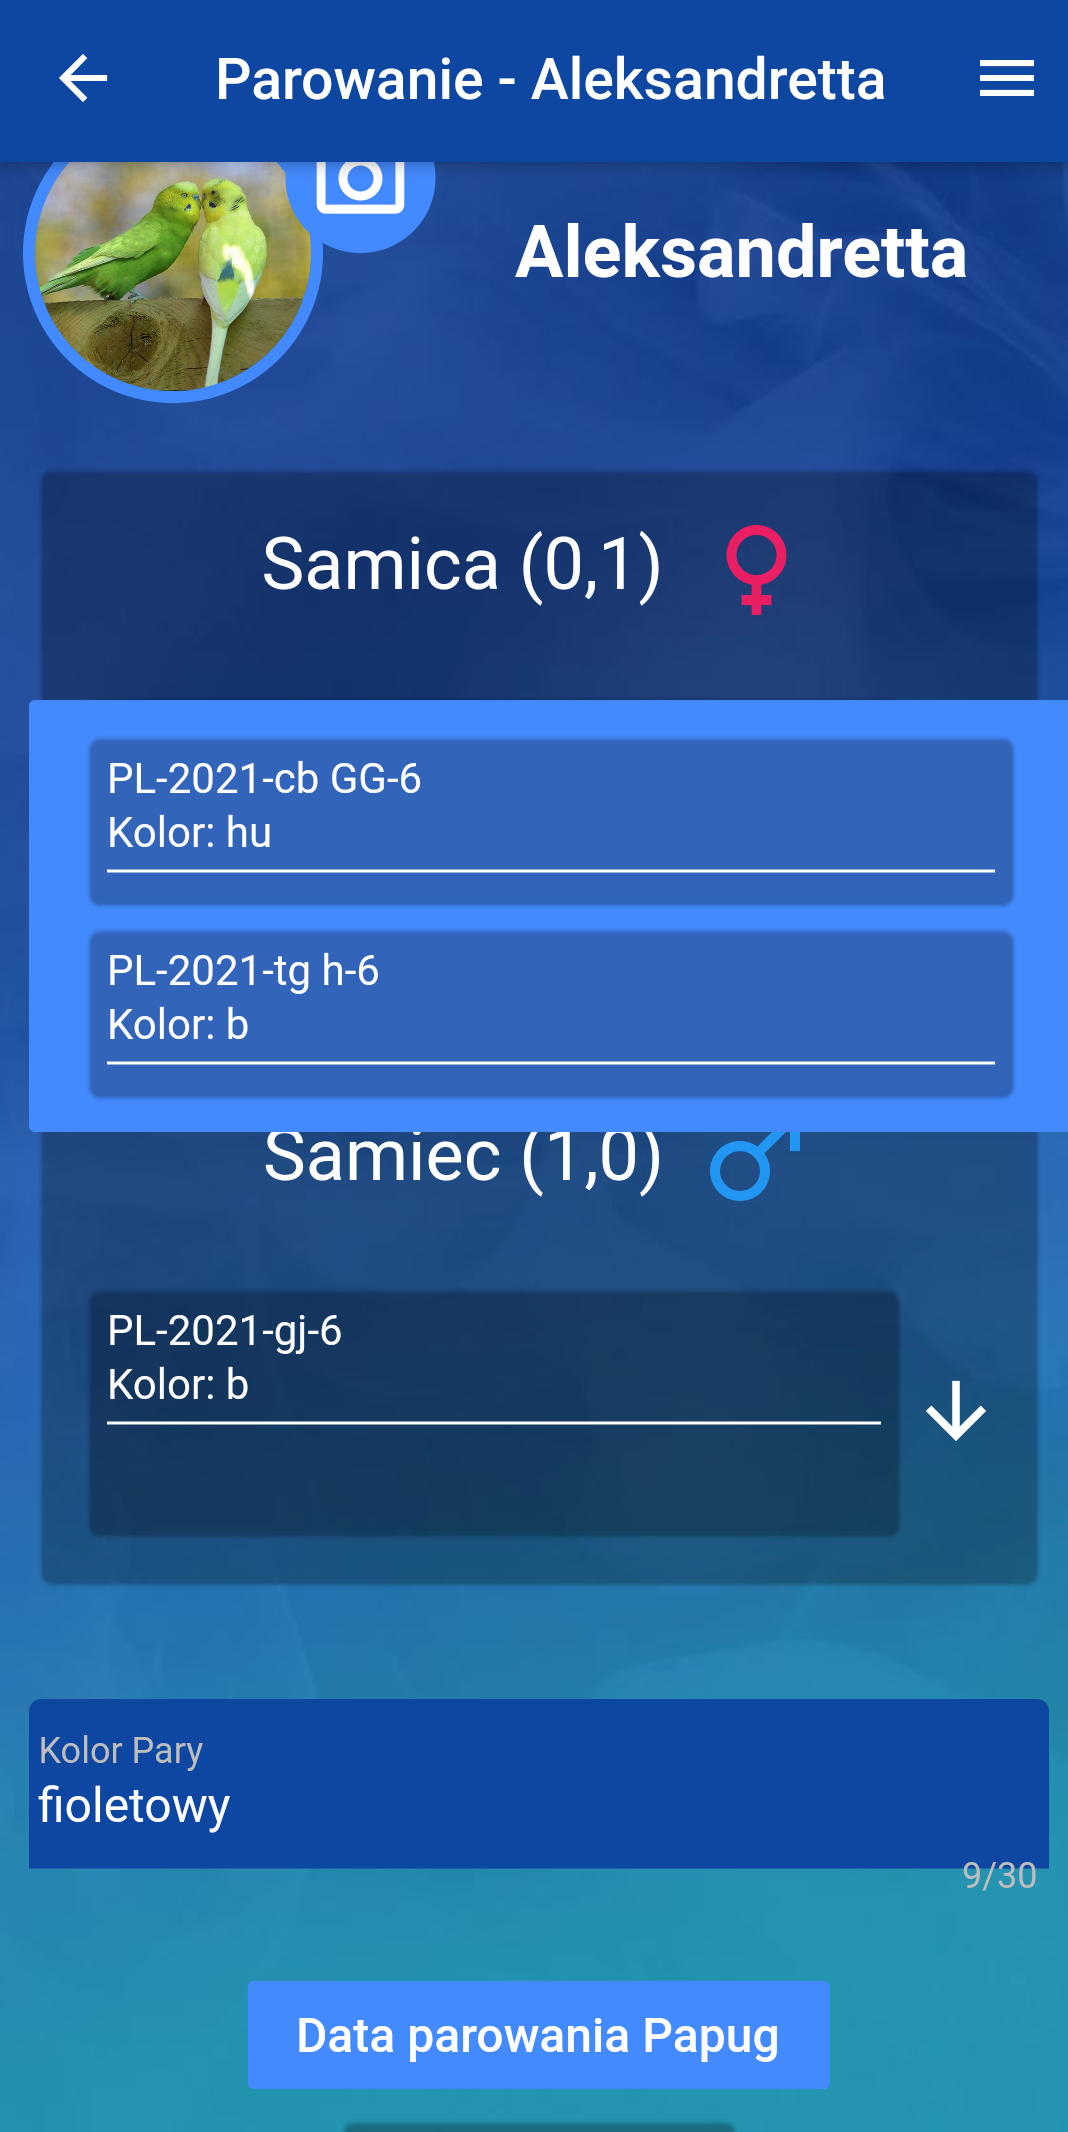 Parowanie - Aleksandretta
Aleksandretta
Samica (0,1)
PL-2021-cb GG-6
Kolor: hu
PL-2021-tg h-6
Kolor: b
Samiec (1,0)
PL-2021-gj-6
Kolor: b
Kolor Pary
fioletowy
9/30
Data parowania Papug